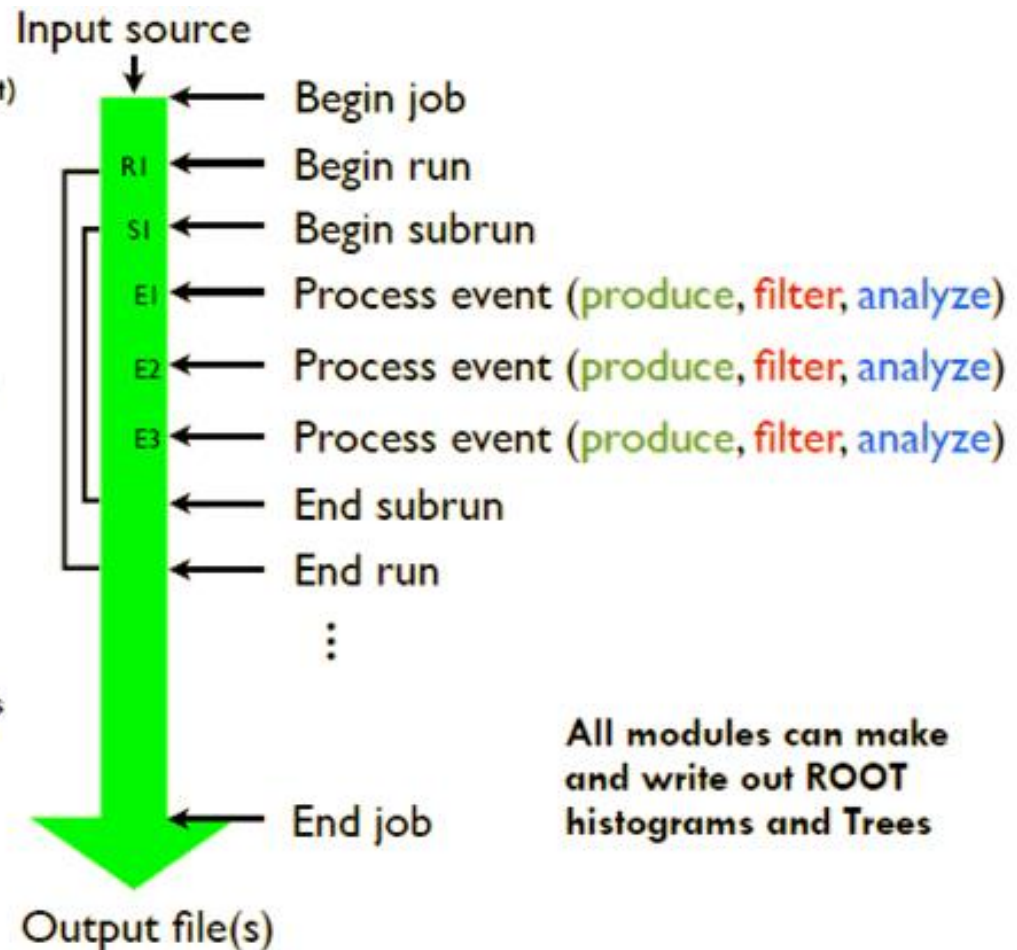 Input source
t)
Begin job
R1 Begin run
S1 Begin subrun
E1 Process event (produce, filter, analyze)
E2 Process event (produce, filter, analyze)
E3 Process event (produce, filter, analyze)
End subrun
End run
⋮
s
All modules can make
and write out ROOT
histograms and Trees
End job
Output file(s)